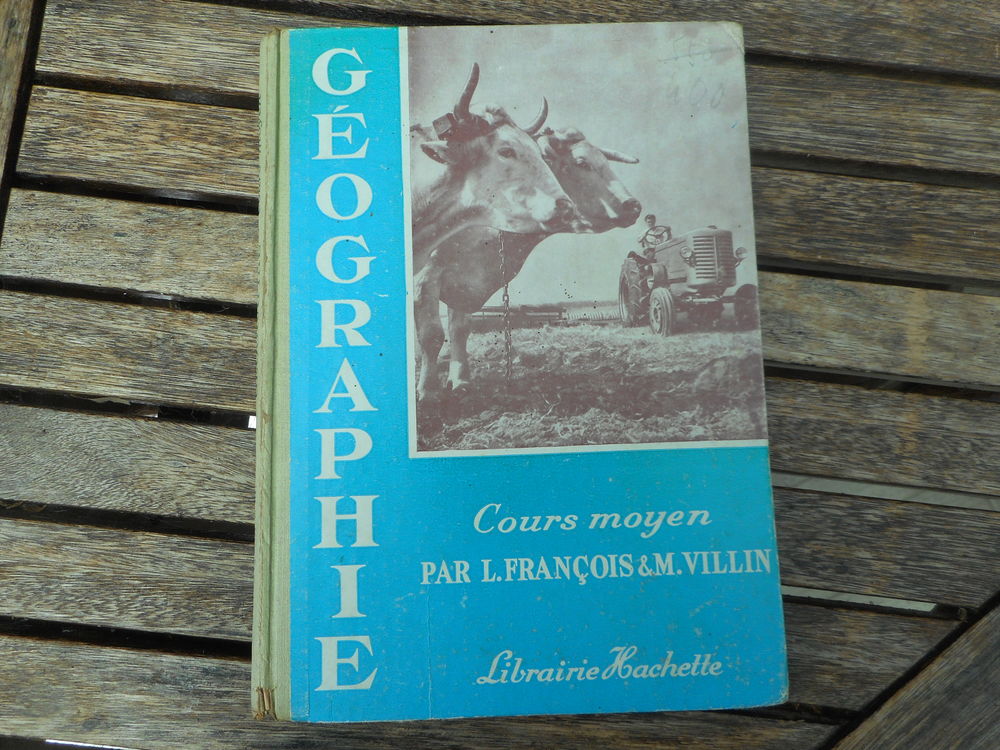 GÉOGRAPHIE
Cours moyen
PAR L. FRANÇOIS & M. VILLIN
Librairie Hachette